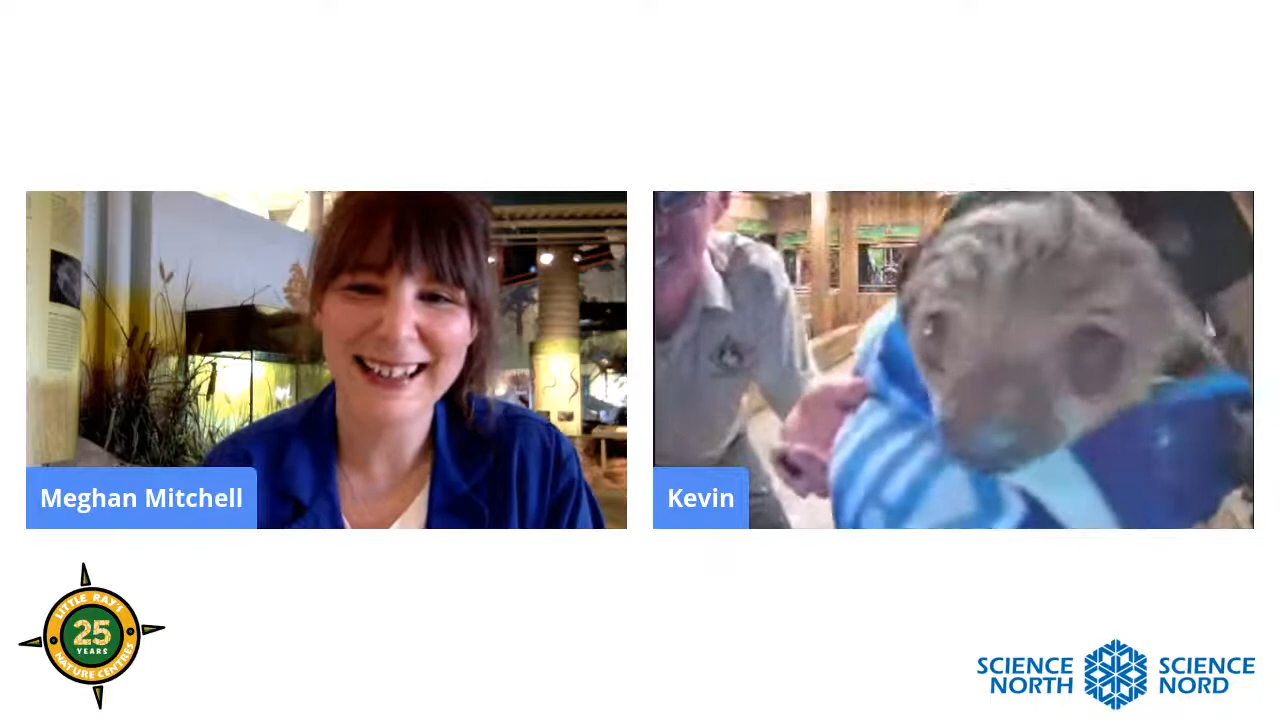 Meghan Mitchell
Kevin
LITTLE RAY'S
25
YEARS
NATURE CENTRES
SCIENCE NORTH
SCIENCE NORD